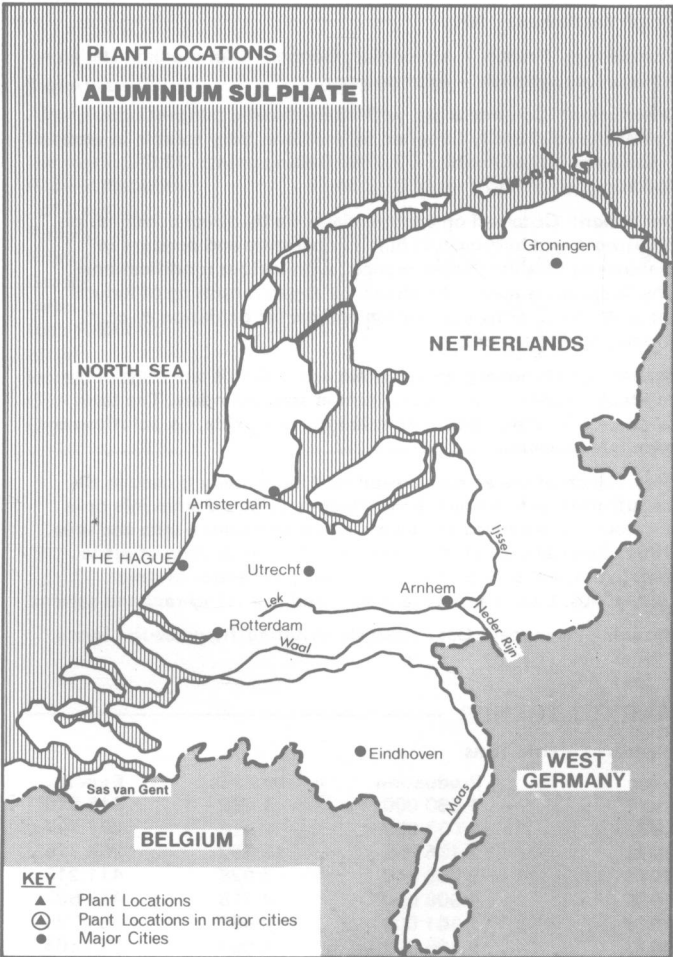 PLANT LOCATIONS
ALUMINIUM SULPHATE
Groningen
NETHERLANDS
NORTH SEA
Amsterdam
Ijssel
THE HAGUE
Utrecht
Arnhem
Lek
Neder Rijn
Rotterdam
Waal
Eindhoven
WEST
GERMANY
Sas van Gent
Maas
BELGIUM
KEY
Plant Locations
Plant Locations in major cities
Major Cities